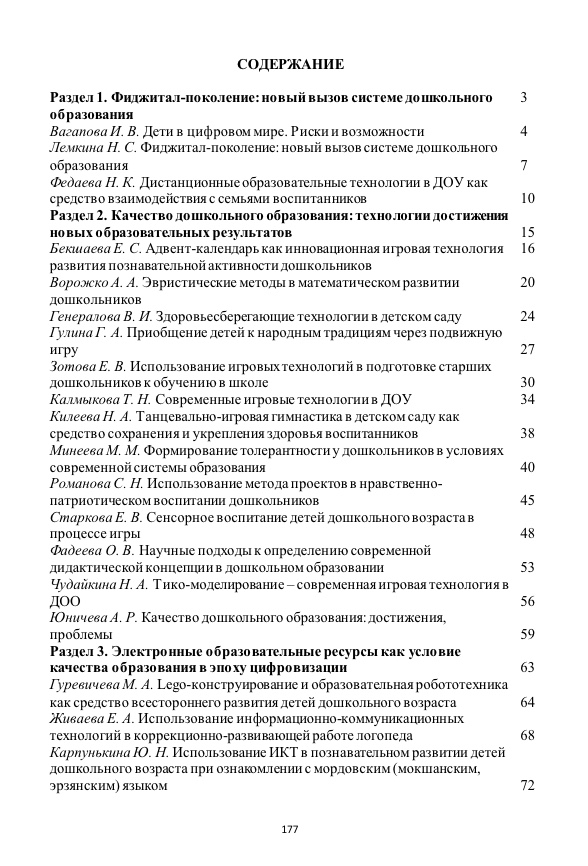 СОДЕРЖАНИЕ
Раздел 1. Фиджитал-поколение: новый вызов системе дошкольного 3
образования
Вагапова И. В. Дети в цифровом мире. Риски и возможности 4
Лемкина Н. С. Фиджитал-поколение: новый вызов системе дошкольного
образования 7
Федаева Н. К. Дистанционные образовательные технологии в ДОУ как
средство взаимодействия с семьями воспитанников 10
Раздел 2. Качество дошкольного образования: технологии достижения
новых образовательных результатов 15
Бекшаева Е. С. Адвент-календарь как инновационная игровая технология 16
развития познавательной активности дошкольников
Ворожко А. А. Эвристические методы в математическом развитии 20
дошкольников
Генералова В. И. Здоровьесберегающие технологии в детском саду 24
Гулина Г. А. Приобщение детей к народным традициям через подвижную
игру 27
Зотова Е. В. Использование игровых технологий в подготовке старших
дошкольников к обучению в школе 30
Калмыкова Т. Н. Современные игровые технологии в ДОУ 34
Килеева Н. А. Танцевально-игровая гимнастика в детском саду как
средство сохранения и укрепления здоровья воспитанников 38
Минеева М. М. Формирование толерантности у дошкольников в условиях
современной системы образования 40
Романова С. Н. Использование метода проектов в нравственно-
патриотическом воспитании дошкольников 45
Старкова Е. В. Сенсорное воспитание детей дошкольного возраста в
процессе игры 48
Фадеева О. В. Научные подходы к определению современной
дидактической концепции в дошкольном образовании 53
Чудайкина Н. А. Тико-моделирование – современная игровая технология в
ДОО 56
Юничева А. Р. Качество дошкольного образования: достижения,
проблемы 59
Раздел 3. Электронные образовательные ресурсы как условие
качества образования в эпоху цифровизации 63
Гуревичева М. А. Lego-конструирование и образовательная робототехника
как средство всестороннего развития детей дошкольного возраста 64
Живаева Е. А. Использование информационно-коммуникационных
технологий в коррекционно-развивающей работе логопеда 68
Карпунькина Ю. Н. Использование ИКТ в познавательном развитии детей
дошкольного возраста при ознакомлении с мордовским (мокшанским,
эрзянским) языком 72
177